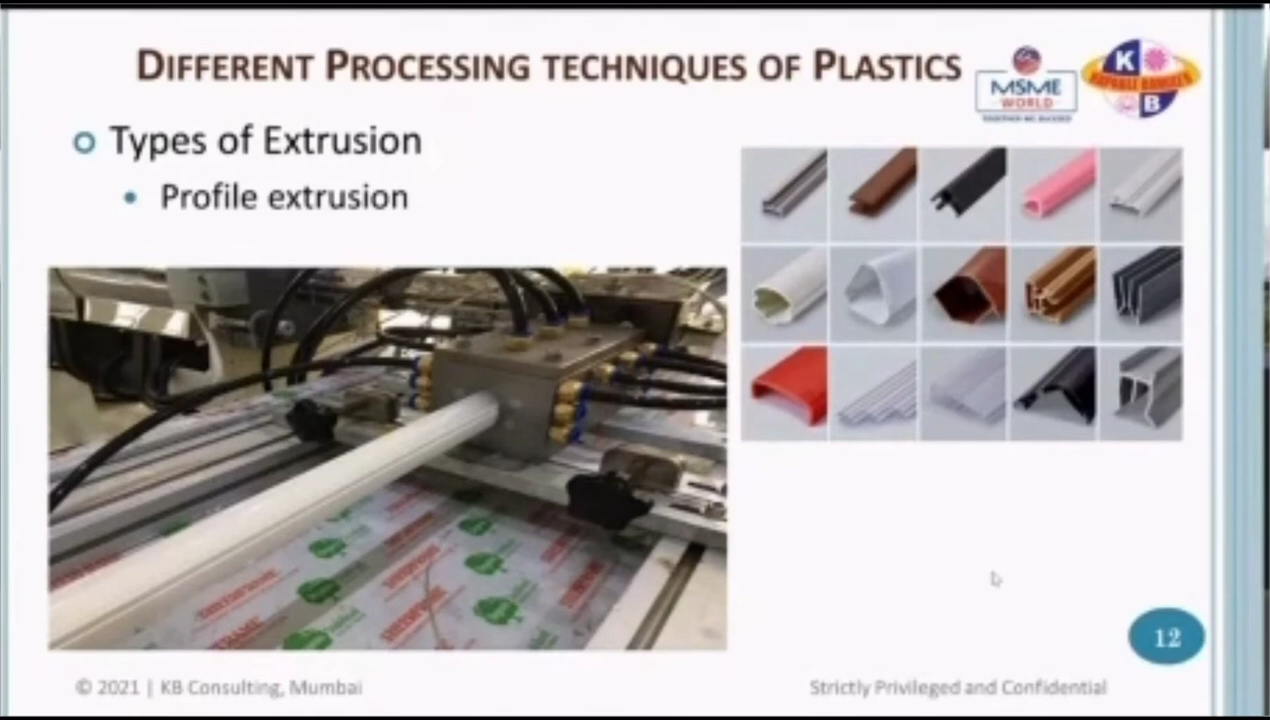 DIFFERENT PROCESSING TECHNIQUES OF PLASTICS
MSME
WORLD
K
B
Types of Extrusion
Profile extrusion
12
© 2021 | KB Consulting, Mumbai
Strictly Privileged and Confidential